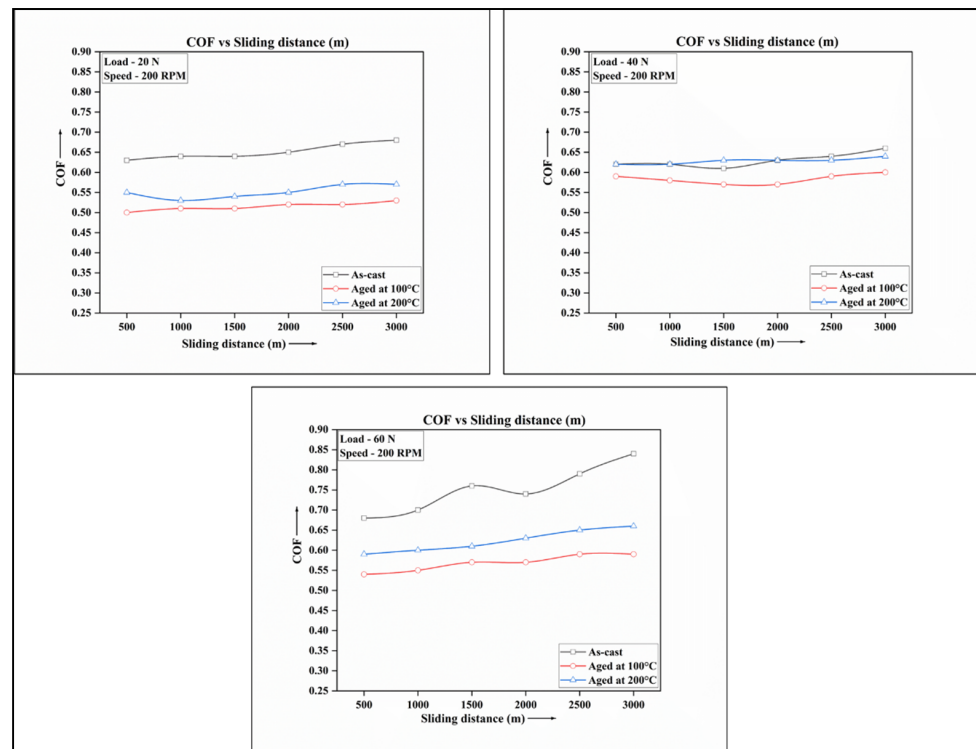 COF vs Sliding distance (m)
Load - 20 N
Speed - 200 RPM
0.90
0.85
0.80
0.75
0.70
0.65
0.60
0.55
0.50
0.45
0.40
0.35
0.30
0.25
COF
As-cast
Aged at 100°C
Aged at 200°C
500 1000 1500 2000 2500 3000
Sliding distance (m)
COF vs Sliding distance (m)
Load - 40 N
Speed - 200 RPM
0.90
0.85
0.80
0.75
0.70
0.65
0.60
0.55
0.50
0.45
0.40
0.35
0.30
0.25
COF
As-cast
Aged at 100°C
Aged at 200°C
500 1000 1500 2000 2500 3000
Sliding distance (m)
COF vs Sliding distance (m)
Load - 60 N
Speed - 200 RPM
0.90
0.85
0.80
0.75
0.70
0.65
0.60
0.55
0.50
0.45
0.40
0.35
0.30
0.25
COF
As-cast
Aged at 100°C
Aged at 200°C
500 1000 1500 2000 2500 3000
Sliding distance (m)